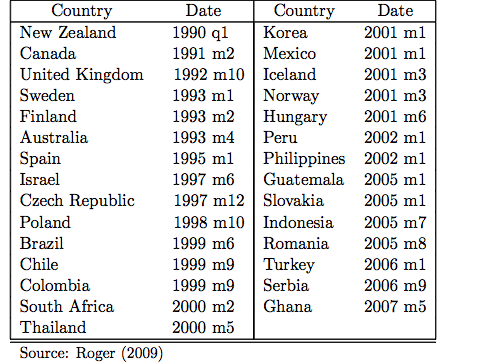 Country Date Country Date
New Zealand 1990 q1 Korea 2001 m1
Canada 1991 m2 Mexico 2001 m1
United Kingdom 1992 m10 Iceland 2001 m3
Sweden 1993 m1 Norway 2001 m3
Finland 1993 m2 Hungary 2001 m6
Australia 1993 m4 Peru 2002 m1
Spain 1995 m1 Philippines 2002 m1
Israel 1997 m6 Guatemala 2005 m1
Czech Republic 1997 m12 Slovakia 2005 m1
Poland 1998 m10 Indonesia 2005 m7
Brazil 1999 m6 Romania 2005 m8
Chile 1999 m9 Turkey 2006 m1
Colombia 1999 m9 Serbia 2006 m9
South Africa 2000 m2 Ghana 2007 m5
Thailand 2000 m5
Source: Roger (2009)